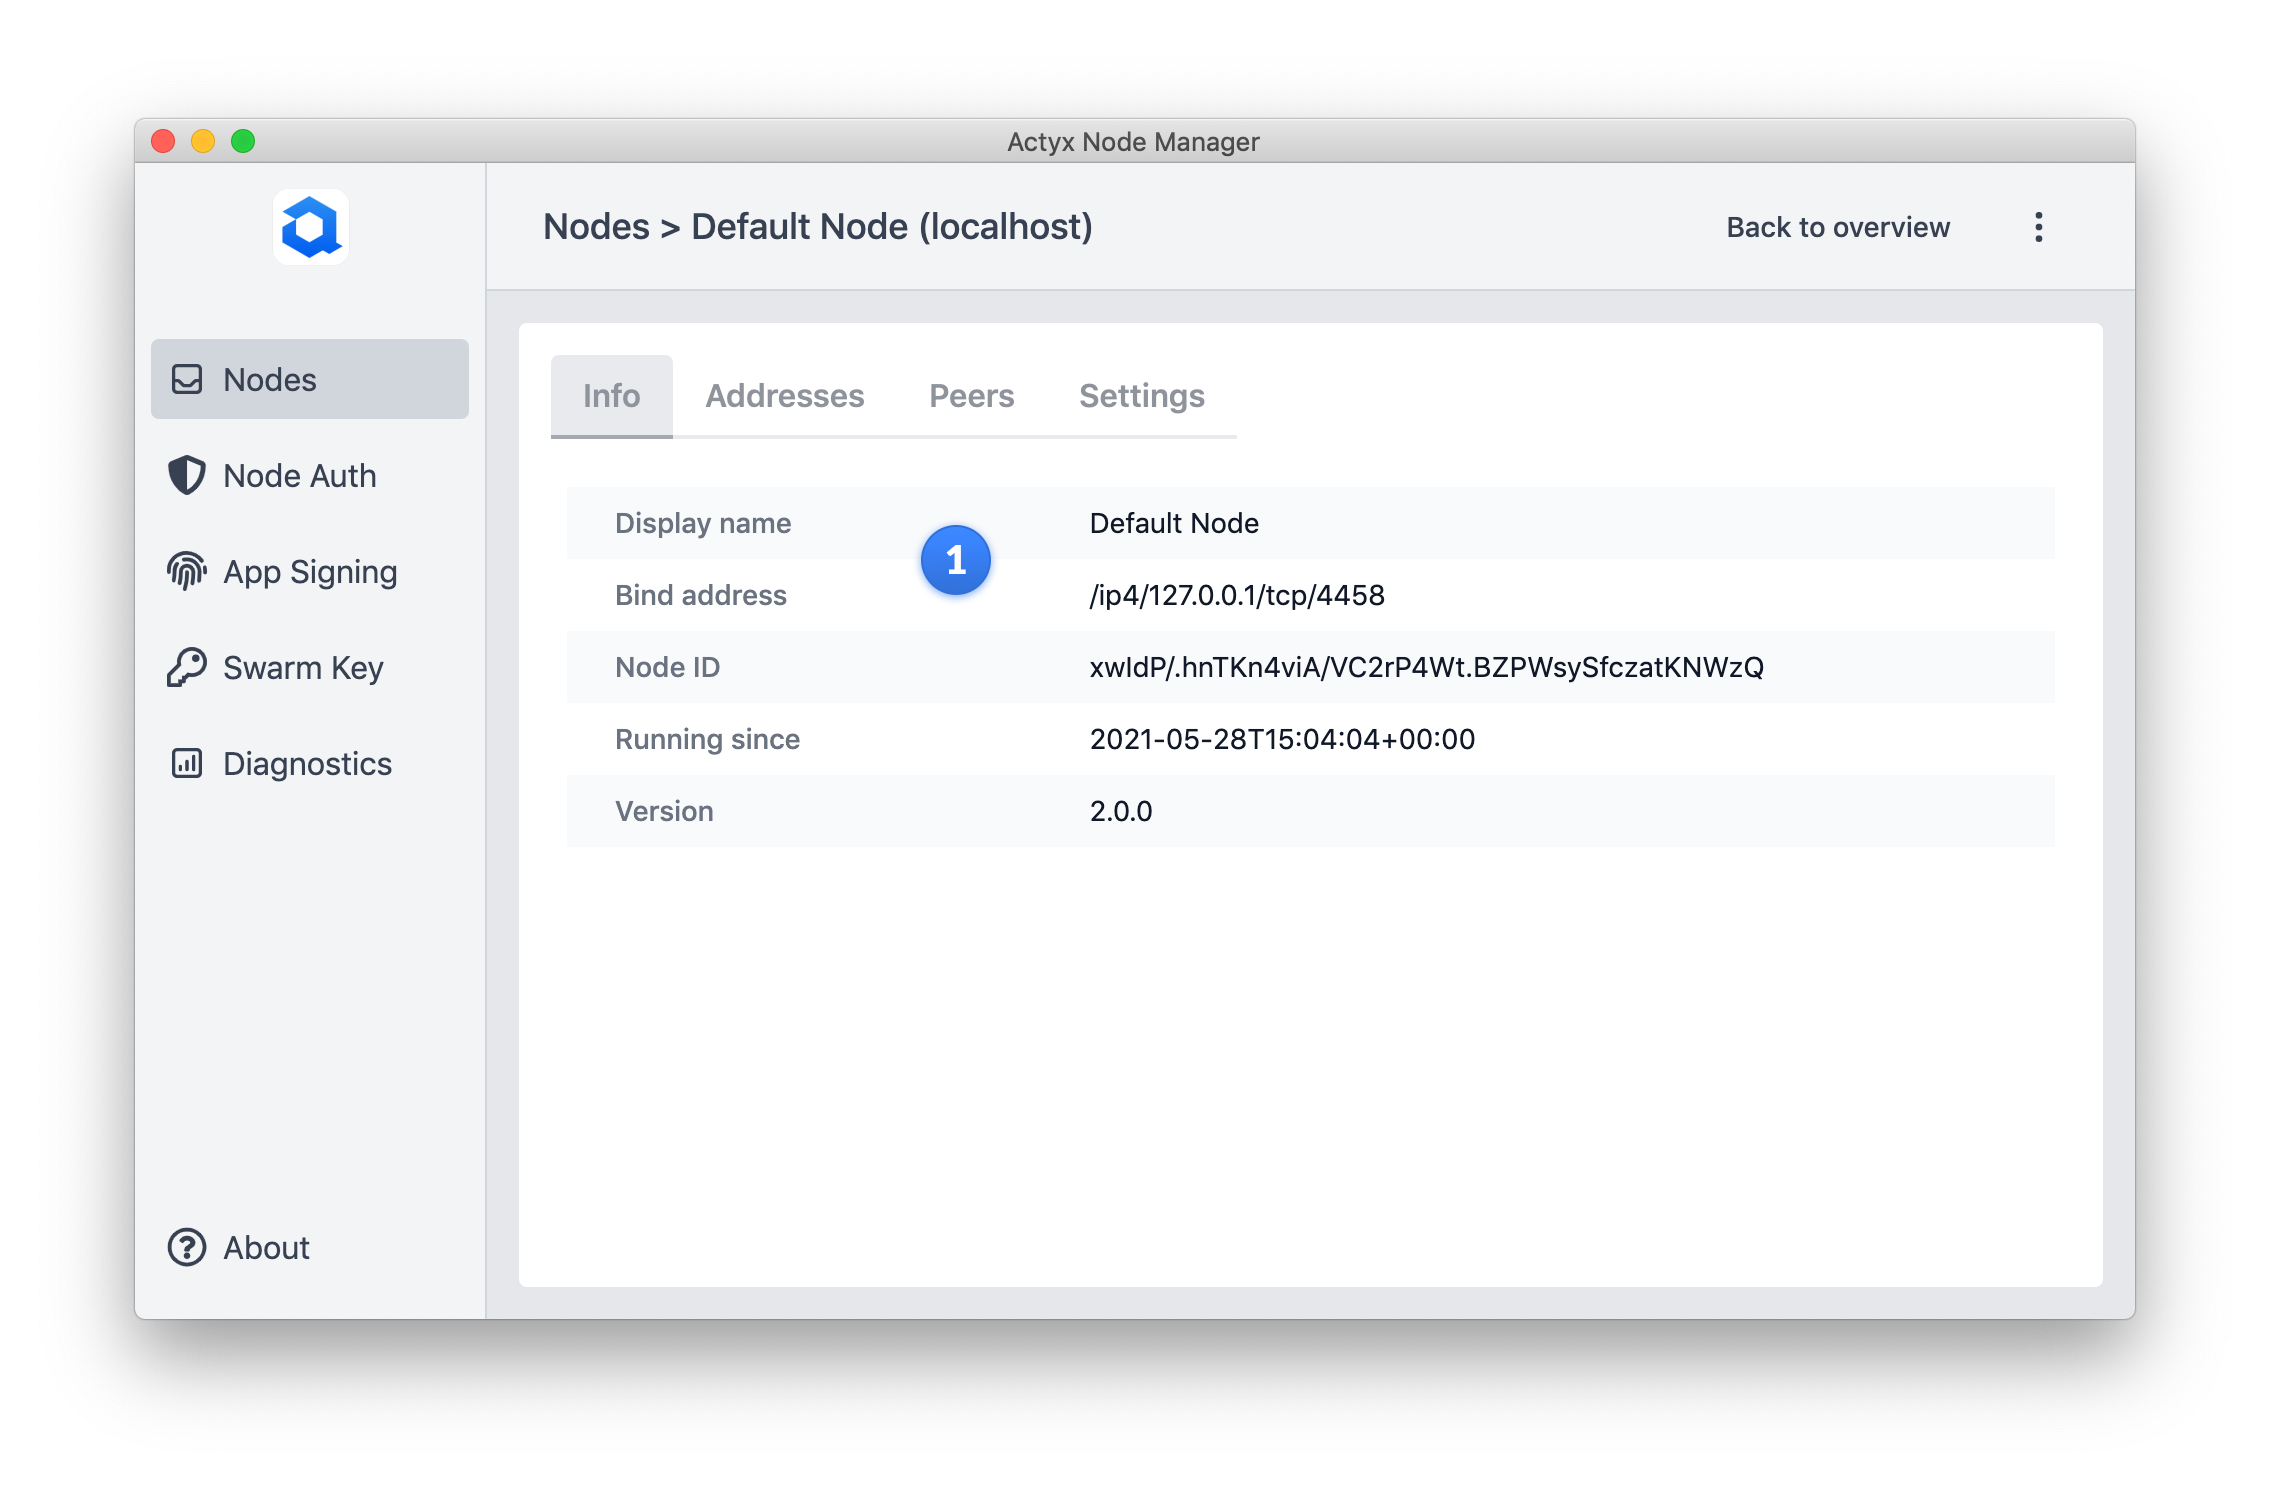 Actyx Node Manager
Nodes > Default Node (localhost)
Back to overview
Nodes
Node Auth
App Signing
Swarm Key
Diagnostics
About
Info Addresses Peers Settings
1
Display name Default Node
Bind address /ip4/127.0.0.1/tcp/4458
Node ID xwIdP/.hnTKn4viA/VC2rP4Wt.BZPWsySfczatKNWzQ
Running since 2021-05-28T15:04:04+00:00
Version 2.0.0